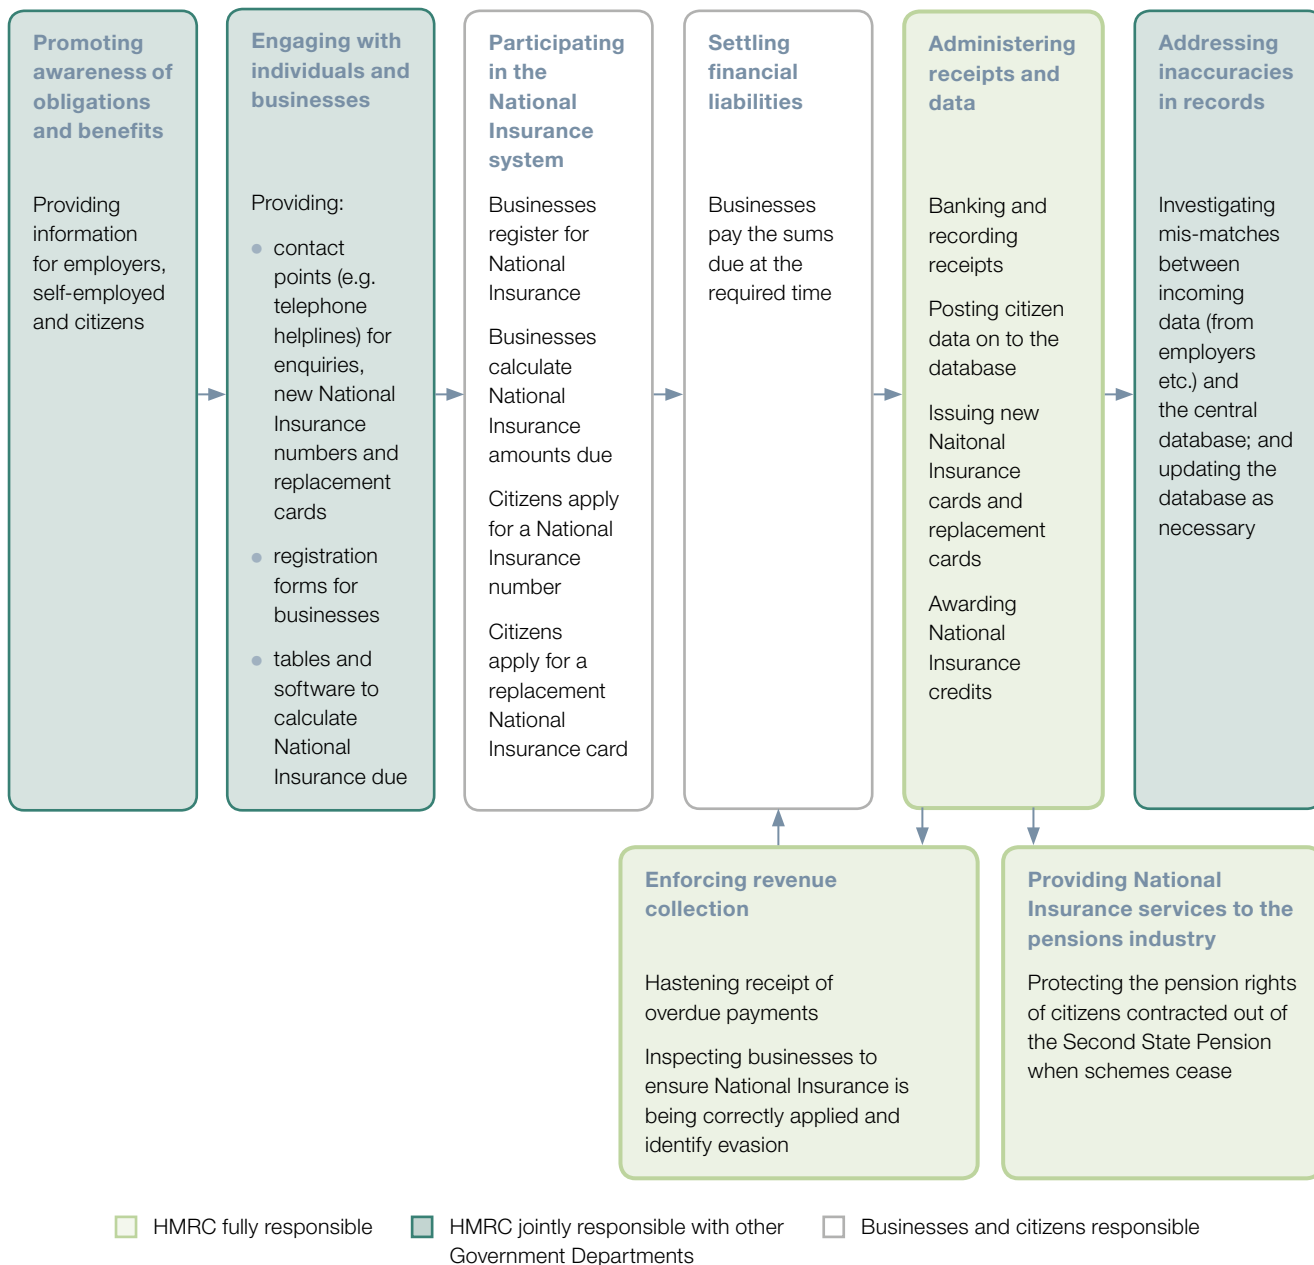 Promoting
awareness of
obligations
and benefits
Providing
information
for employers,
self-employed
and citizens
Engaging with
individuals and
businesses
Providing:
contact
points (e.g.
telephone
helplines) for
enquiries,
new National
Insurance
numbers and
replacement
cards
registration
forms for
businesses
tables and
software to
calculate
National
Insurance due
Participating
in the
National
Insurance
system
Businesses
register for
National
Insurance
Businesses
calculate
National
Insurance
amounts due
Citizens apply
for a National
Insurance
number
Citizens
apply for a
replacement
National
Insurance card
Settling
financial
liabilities
Businesses
pay the sums
due at the
required time
Administering
receipts and
data
Banking and
recording
receipts
Posting citizen
data on to the
database
Issuing new
Naitonal
Insurance
cards and
replacement
cards
Awarding
National
Insurance
credits
Addressing
inaccuracies
in records
Investigating
mis-matches
between
incoming
data (from
employers
etc.) and
the central
database; and
updating the
database as
necessary
Enforcing revenue
collection
Hastening receipt of
overdue payments
Inspecting businesses to
ensure National Insurance is
being correctly applied and
identify evasion
Providing National
Insurance services to the
pensions industry
Protecting the pension rights
of citizens contracted out of
the Second State Pension
when schemes cease
HMRC fully responsible
HMRC jointly responsible with other
Government Departments
Businesses and citizens responsible